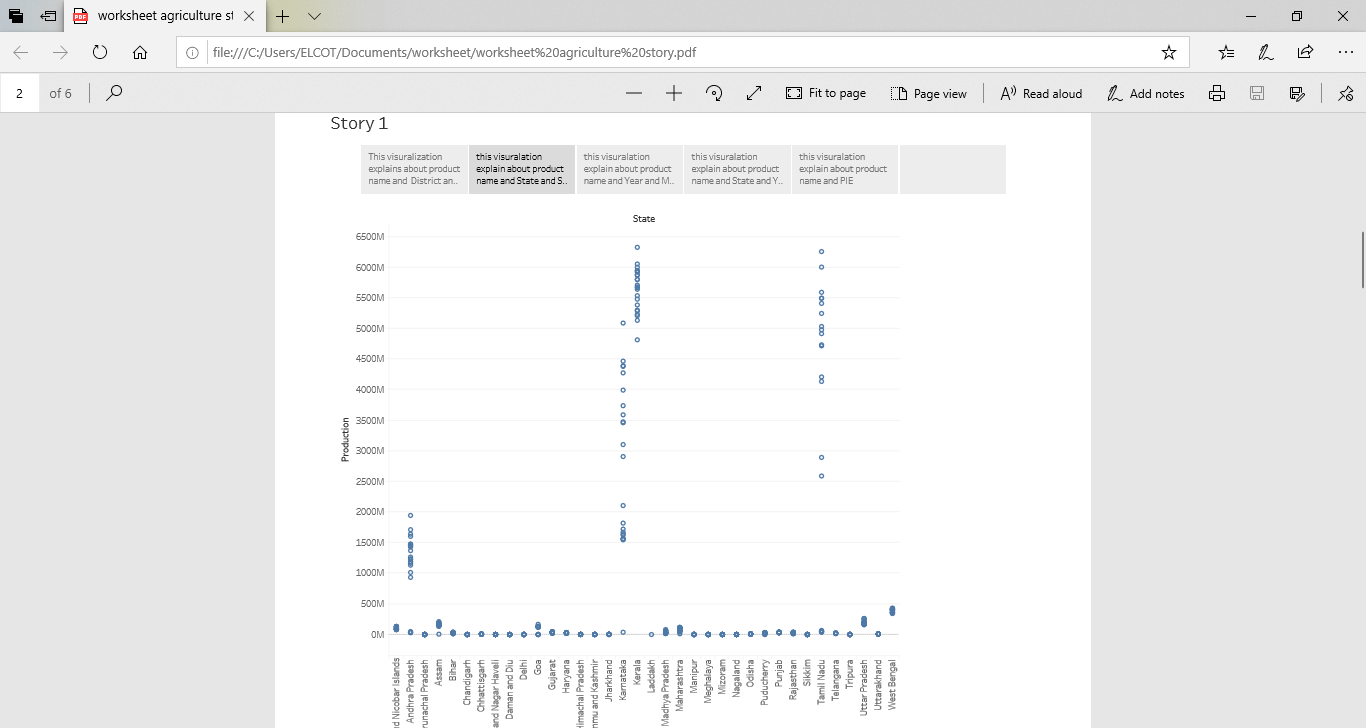 worksheet agriculture st
file:///C:/Users/ELCOT/Documents/worksheet/worksheet%20agriculture%20story.pdf
2 of 6
Fit to page
Page view
Read aloud
Add notes
Story 1
This visuralization
explains about product
name and District an..
this visuralation
explain about product
name and State and S..
this visuralation
explain about product
name and Year and M..
this visuralation
explain about product
name and State and Y..
this visuralation
explain about product
name and PIE
State
6500M
6000M
5500M
5000M
4500M
4000M
3500M
3000M
2500M
2000M
1500M
1000M
500M
0M
Production
d Nicobar Islands
Andhra Pradesh
runachal Pradesh
Assam
Bihar
Chandigarh
Chhattisgarh
and Nagar Haveli
Daman and Diu
Delhi
Goa
Gujarat
Haryana
Himachal Pradesh
nmu and Kashmir
Jharkhand
Karnataka
Kerala
Laddakh
Madhya Pradesh
Maharashtra
Manipur
Meghalaya
Mizoram
Nagaland
Odisha
Puducherry
Punjab
Rajasthan
Sikkim
Tamil Nadu
Telangana
Tripura
Uttar Pradesh
Uttarakhand
West Bengal